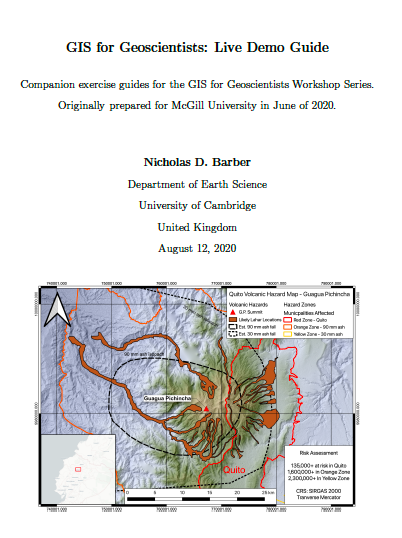 GIS for Geoscientists: Live Demo Guide
Companion exercise guides for the GIS for Geoscientists Workshop Series.
Originally prepared for McGill University in June of 2020.
Nicholas D. Barber
Department of Earth Science
University of Cambridge
United Kingdom
August 12, 2020
Quito Volcanic Hazard Map - Guagua Pichincha
Volcanic Hazards
G.P. Summit
Likely Lahar Locations
Est. 90 mm ash fall
Est. 30 mm ash fall
Hazard Zones
Municipalities Affected
Red Zone - Quito
Orange Zone - 90 mm ash
Yellow Zone - 30 mm ash
90 mm ash isopach
Guagua Pichincha
Quito
Risk Assessment
135,000+ at risk in Quito
1,600,000+ in Orange Zone
2,300,000+ in Yellow Zone
CRS: SIRGAS 2000
Tranverse Mercator
0 5 10 15 20 25 km